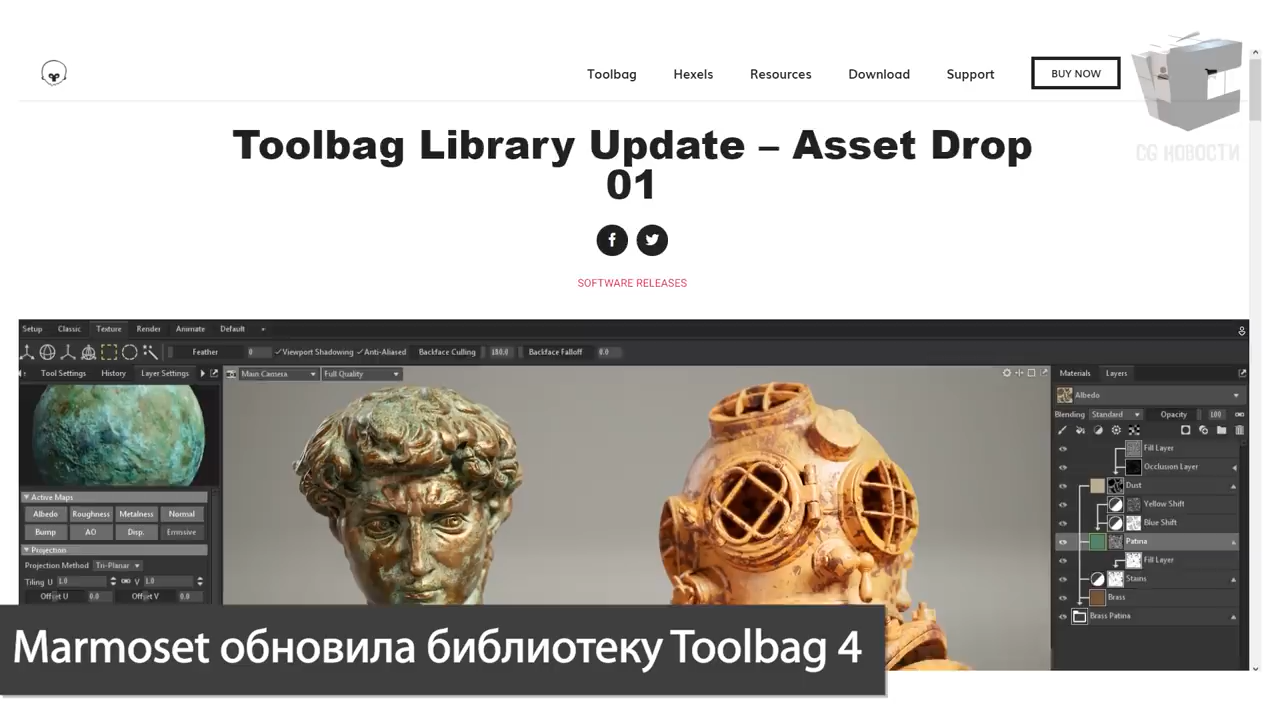 Toolbag Hexels Resources Download Support BUY NOW
CG НОВОСТИ
Toolbag Library Update – Asset Drop
01
SOFTWARE RELEASES
Setup Classic Texture Render Animate Default +
Feather 0 Viewport Shadowing Anti-Aliased Backface Culling 180.0 Backface Falloff 0.0
Tool Settings History Layer Settings
Main Camera Full Quality
Materials Layers
Albedo
Blending Standard Opacity 100
Fill Layer
Occlusion Layer
Dust
Yellow Shift
Blue Shift
Patina
Fill Layer
Stains
Brass
Brass Patina
Active Maps
Albedo Roughness Metalness Normal
Bump AO Disp. Emissive
Projection
Projection Method Tri-Planar
Tiling U 1.0 V 1.0
Offset U 0.0 Offset V 0.0
Marmoset обновила библиотеку Toolbag 4